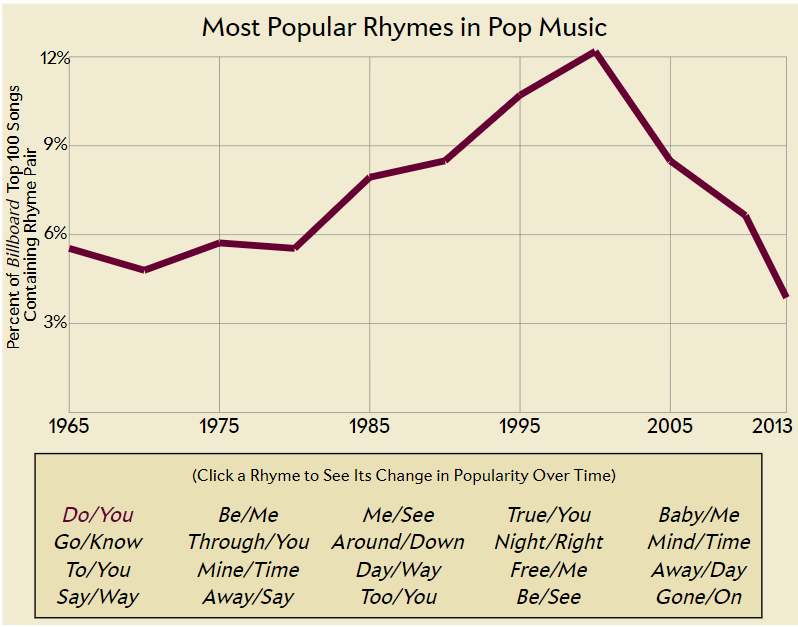 Most Popular Rhymes in Pop Music
Percent of Billboard Top 100 Songs
Containing Rhyme Pair
12%
9%
6%
3%
1965 1975 1985 1995 2005 2013
(Click a Rhyme to See Its Change in Popularity Over Time)
Do/You Be/Me Me/See True/You Baby/Me
Go/Know Through/You Around/Down Night/Right Mind/Time
To/You Mine/Time Day/Way Free/Me Away/Day
Say/Way Away/Say Too/You Be/See Gone/On